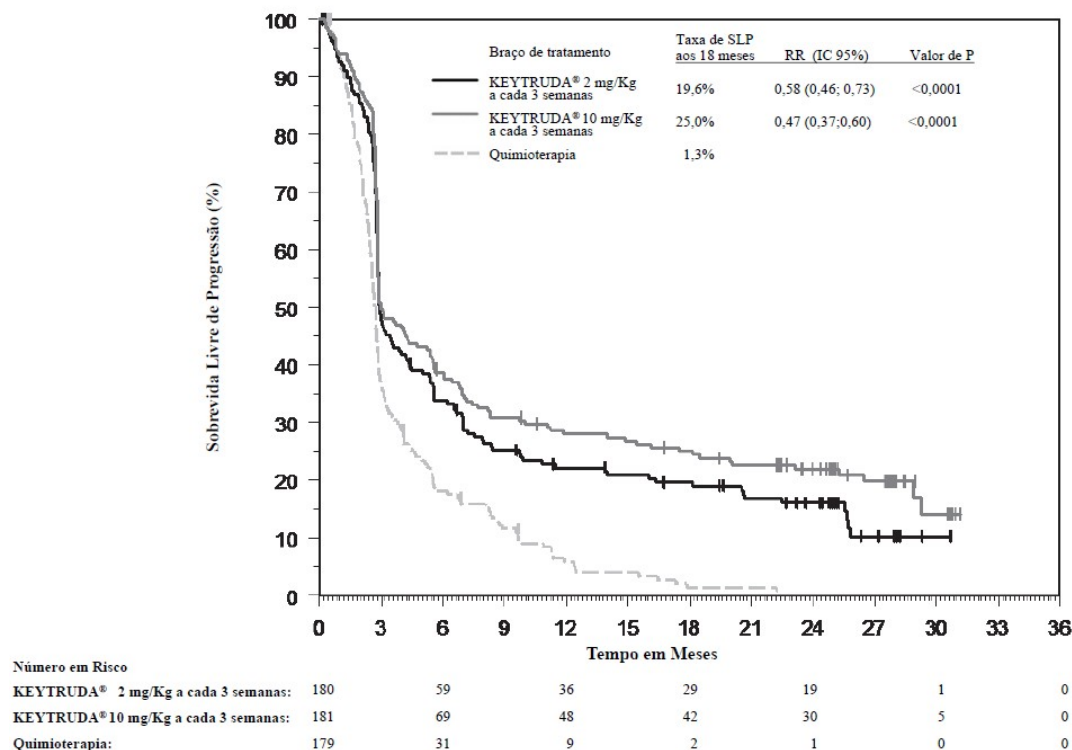 Braço de tratamento Taxa de SLP aos 18 meses RR (IC 95%) Valor de P
KEYTRUDA® 2 mg/Kg a cada 3 semanas 19,6% 0,58 (0,46; 0,73) <0,0001
KEYTRUDA® 10 mg/Kg a cada 3 semanas 25,0% 0,47 (0,37;0,60) <0,0001
Quimioterapia 1,3%
Sobrevida Livre de Progressão (%)
100
90
80
70
60
50
40
30
20
10
0
0 3 6 9 12 15 18 21 24 27 30 33 36
Tempo em Meses
Número em Risco
KEYTRUDA® 2 mg/Kg a cada 3 semanas: 180 59 36 29 19 1 0
KEYTRUDA® 10 mg/Kg a cada 3 semanas: 181 69 48 42 30 5 0
Quimioterapia: 179 31 9 2 1 0 0